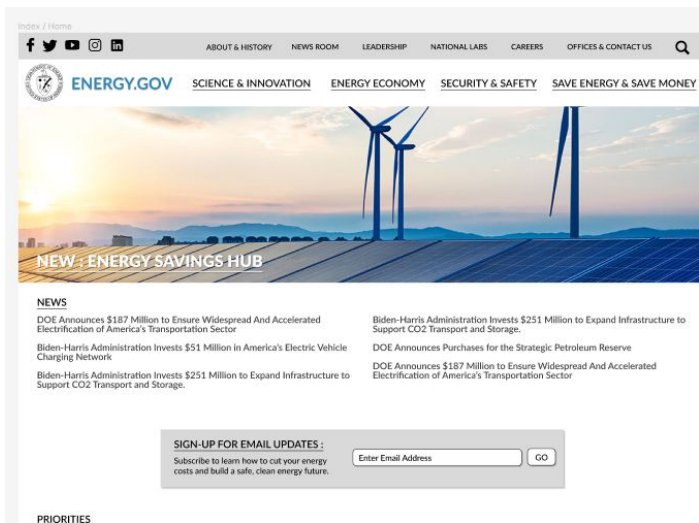 Index / Home
ABOUT & HISTORY NEWS ROOM LEADERSHIP NATIONAL LABS CAREERS OFFICES & CONTACT US
ENERGY.GOV SCIENCE & INNOVATION ENERGY ECONOMY SECURITY & SAFETY SAVE ENERGY & SAVE MONEY
NEW : ENERGY SAVINGS HUB
NEWS
DOE Announces $187 Million to Ensure Widespread And Accelerated
Electrification of America's Transportation Sector
Biden-Harris Administration Invests $51 Million in America's Electric Vehicle
Charging Network
Biden-Harris Administration Invests $251 Million to Expand Infrastructure to
Support CO2 Transport and Storage.
Biden-Harris Administration Invests $251 Million to Expand Infrastructure to
Support CO2 Transport and Storage.
DOE Announces Purchases for the Strategic Petroleum Reserve
DOE Announces $187 Million to Ensure Widespread And Accelerated
Electrification of America's Transportation Sector
SIGN-UP FOR EMAIL UPDATES :
Subscribe to learn how to cut your energy
costs and build a safe, clean energy future.
Enter Email Address
GO
PRIORITIES